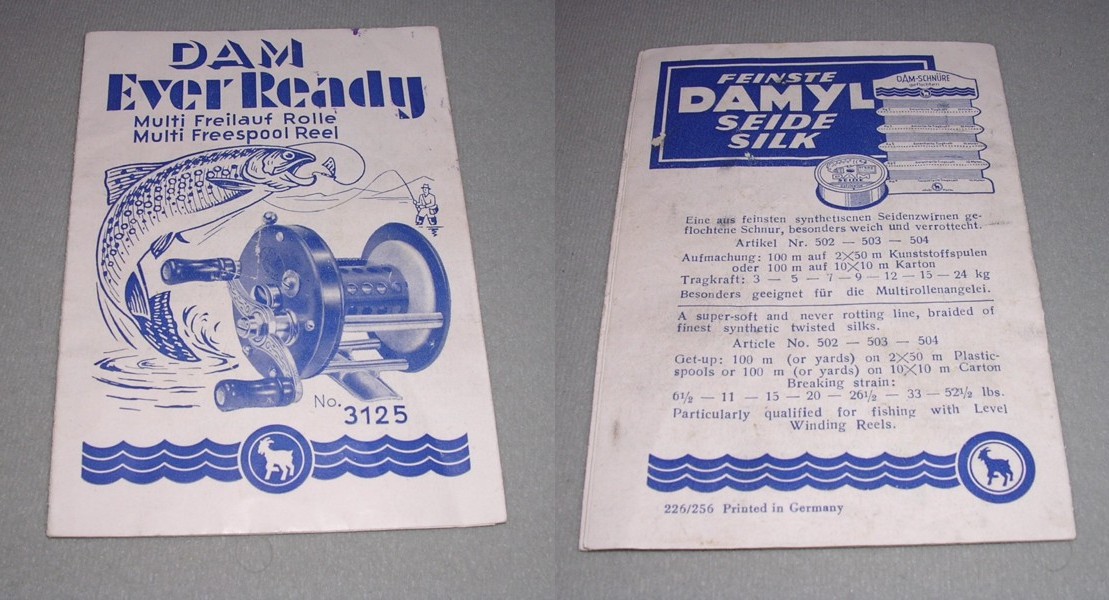 DAM
EverReady
Multi Freilauf Rolle
Multi Freespool Reel
No. 3125
FEINSTE
DAMYL
SEIDE
SILK
DAM-SCHNÜRE
geflochten
SEIDE
Eine aus feinsten synthetischen Seidenzwirnen ge-
flochtene Schnur, besonders weich und verrottecht.
Artikel Nr. 502 — 503 — 504
Aufmachung: 100 m auf 2×50 m Kunststoffspulen
oder 100 m auf 10×10 m Karton
Tragkraft: 3 — 5 — 7 — 9 — 12 — 15 — 24 kg
Besonders geeignet für die Multirollenangelei.
A super-soft and never rotting line, braided of
finest synthetic twisted silks.
Article No. 502 — 503 — 504
Get-up: 100 m (or yards) on 2×50 m Plastic-
spools or 100 m (or yards) on 10×10 m Carton
Breaking strain:
6½ — 11 — 15 — 20 — 26½ — 33 — 52½ lbs.
Particularly qualified for fishing with Level
Winding Reels.
226/256 Printed in Germany